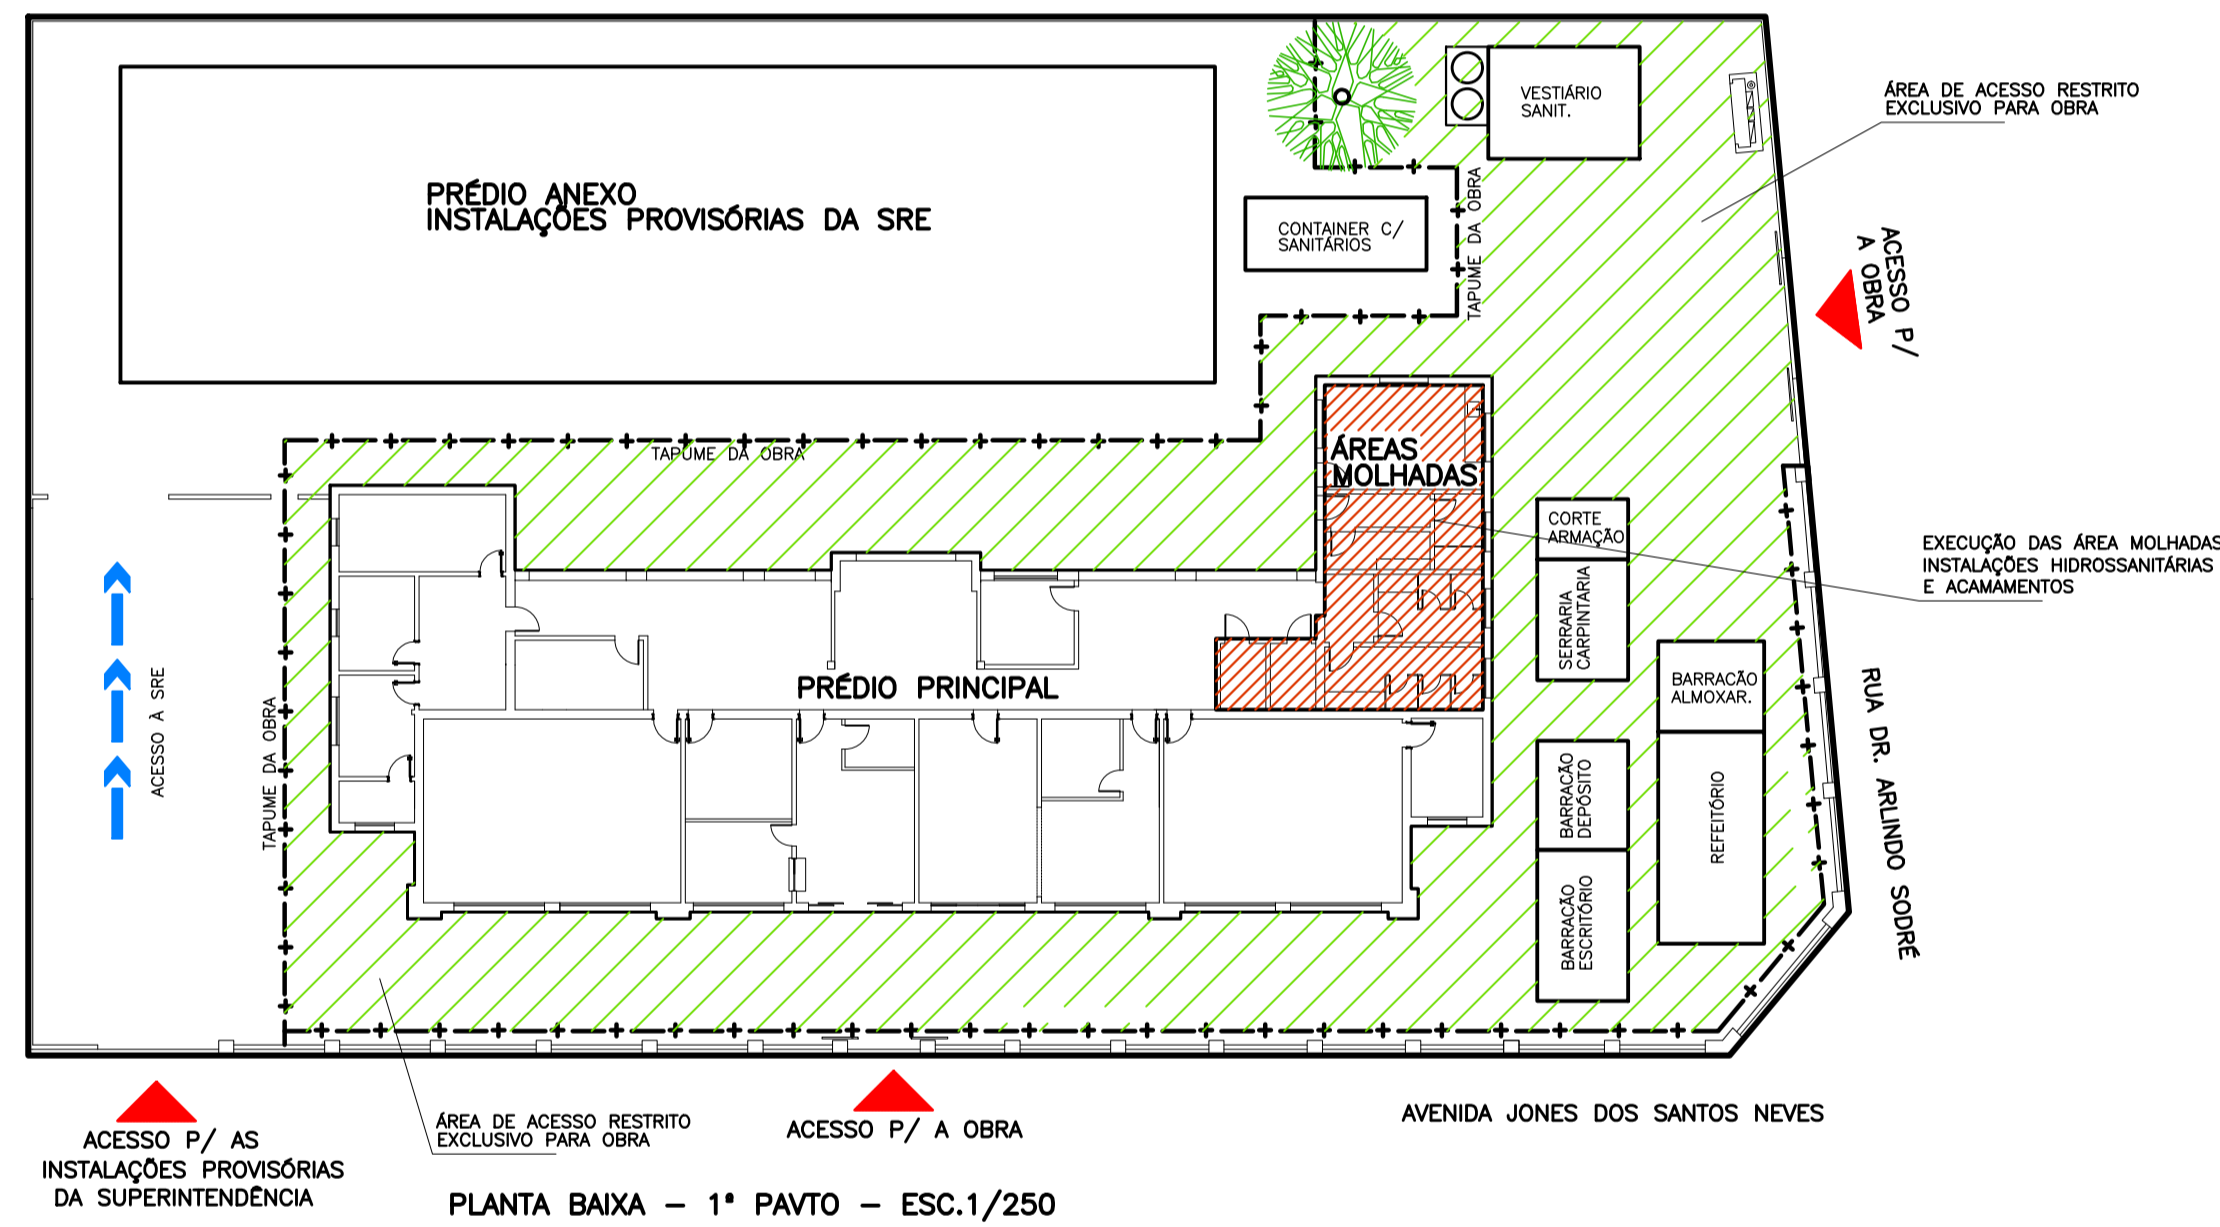 PRÉDIO ANEXO
INSTALAÇÕES PROVISÓRIAS DA SRE
VESTIÁRIO
SANIT.
ÁREA DE ACESSO RESTRITO
EXCLUSIVO PARA OBRA
CONTAINER C/
SANITÁRIOS
TAPUME DA OBRA
ACESSO P/
A OBRA
TAPUME DA OBRA
ÁREAS
MOLHADAS
CORTE
ARMAÇÃO
EXECUÇÃO DAS ÁREA MOLHADAS
INSTALAÇÕES HIDROSSANITÁRIAS
E ACAMAMENTOS
SERRARIA
CARPINTARIA
BARRACÃO
ALMOXAR.
PRÉDIO PRINCIPAL
ACESSO À SRE
TAPUME DA OBRA
BARRACÃO
DEPÓSITO
REFEITÓRIO
RUA DR. ARLINDO SODRÉ
BARRACÃO
ESCRITÓRIO
ACESSO P/ AS
INSTALAÇÕES PROVISÓRIAS
DA SUPERINTENDÊNCIA
ÁREA DE ACESSO RESTRITO
EXCLUSIVO PARA OBRA
ACESSO P/ A OBRA
AVENIDA JONES DOS SANTOS NEVES
PLANTA BAIXA – 1º PAVTO – ESC.1/250